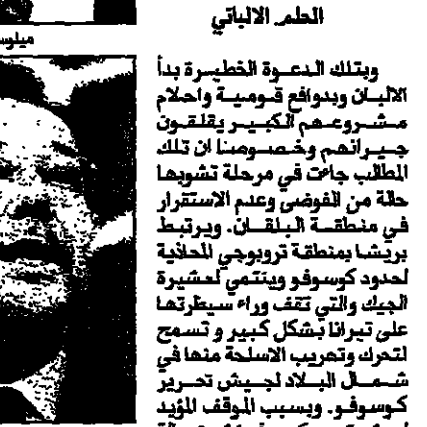 الحلم الالباني
ميلوس
وبتلك الدعوة الخطيرة بدأ
الالبان وبدوافع قومية واحلام
مشروعهم الكبير يقلقون
جيرانهم وخصوصا ان تلك
المطالب جاءت في مرحلة تشوبها
حالة من الفوضى وعدم الاستقرار
في منطقة البلقان. ويرتبط
بريشا بمنطقة تروبوجي المحاذية
لحدود كوسوفو وينتمي لعشيرة
الجيك والتي تقف وراء سيطرتها
على تيرانا بشكل كبير و تسمح
لتحرك وتهريب الاسلحة منها في
شمال البلاد لجيش تحرير
كوسوفو. وبسبب الموقف المؤيد